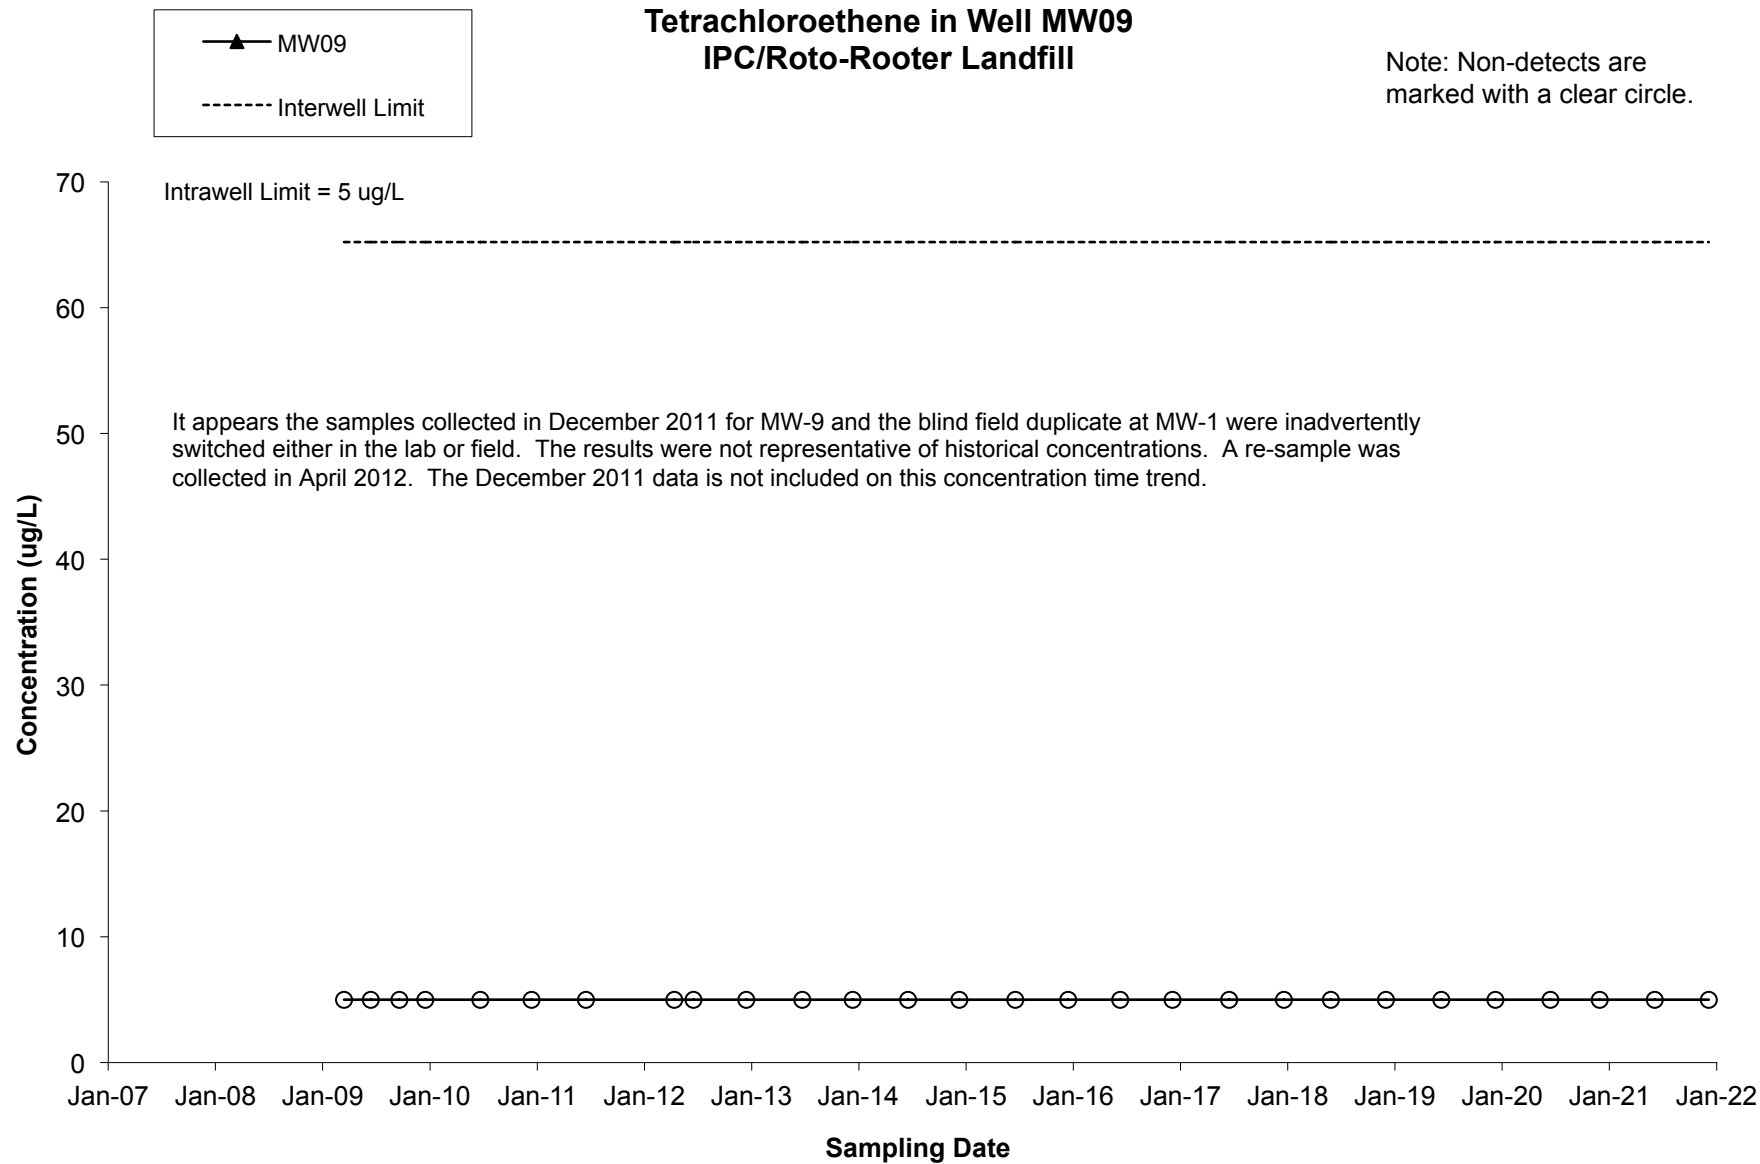 Tetrachloroethene in Well MW09
IPC/Roto-Rooter Landfill
MW09
Interwell Limit
Note: Non-detects are
marked with a clear circle.
Intrawell Limit = 5 ug/L
It appears the samples collected in December 2011 for MW-9 and the blind field duplicate at MW-1 were inadvertently
switched either in the lab or field.  The results were not representative of historical concentrations.  A re-sample was
collected in April 2012.  The December 2011 data is not included on this concentration time trend.
Concentration (ug/L)
70
60
50
40
30
20
10
0
Jan-07 Jan-08 Jan-09 Jan-10 Jan-11 Jan-12 Jan-13 Jan-14 Jan-15 Jan-16 Jan-17 Jan-18 Jan-19 Jan-20 Jan-21 Jan-22
Sampling Date